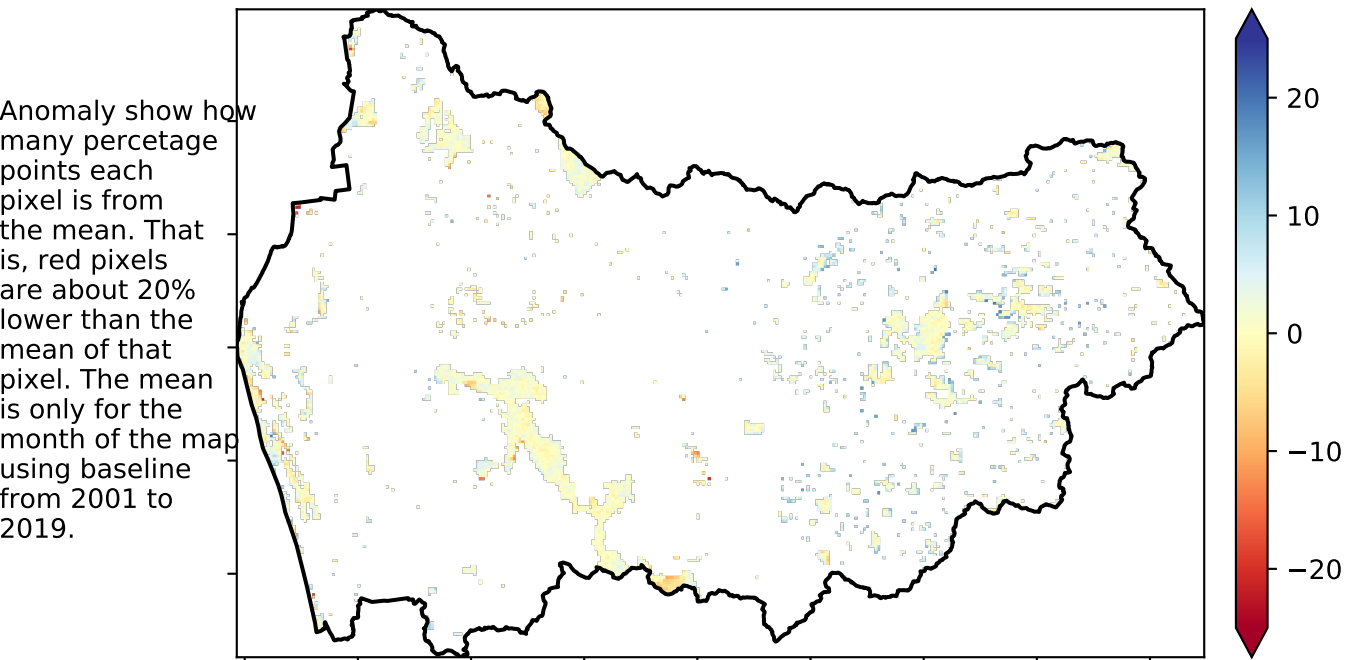 Anomaly show how
many percetage
points each
pixel is from
the mean. That
is, red pixels
are about 20%
lower than the
mean of that
pixel. The mean
is only for the
month of the map
using baseline
from 2001 to
2019.
20
10
0
−10
−20